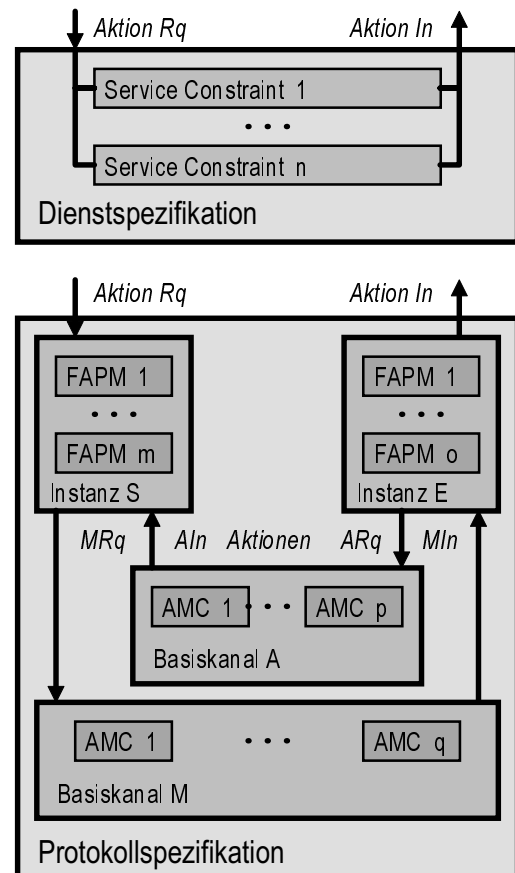 Aktion Rq Aktion In
Service Constraint 1
• • •
Service Constraint n
Dienstspezifikation
Aktion Rq Aktion In
FAPM 1 FAPM 1
• • • • • •
FAPM m FAPM o
Instanz S Instanz E
MRq AIn Aktionen ARq MIn
AMC 1 • • • AMC p
Basiskanal A
AMC 1 • • • AMC q
Basiskanal M
Protokollspezifikation